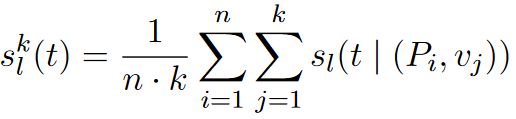 s_l^k(t) = \frac{1}{n \cdot k} \sum_{i=1}^{n} \sum_{j=1}^{k} s_l(t \mid (P_i, v_j))